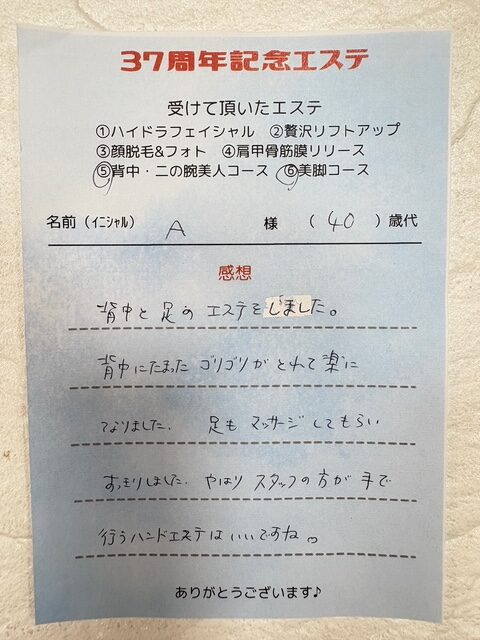 37周年記念エステ
受けて頂いたエステ
①ハイドラフェイシャル ②贅沢リフトアップ
③顔脱毛&フォト ④肩甲骨筋膜リリース
⑤背中・二の腕美人コース ⑥美脚コース
名前(イニシャル) A 様 (40)歳代
感想
背中と足の エステをしました。
背中にたまった ゴリゴリが とれて楽に
なりました. 足も マッサージ してもらい
すっきりしました. やはり スタッフの方が 手で
行うハンドエステは いいですね。
ありがとうございます♪